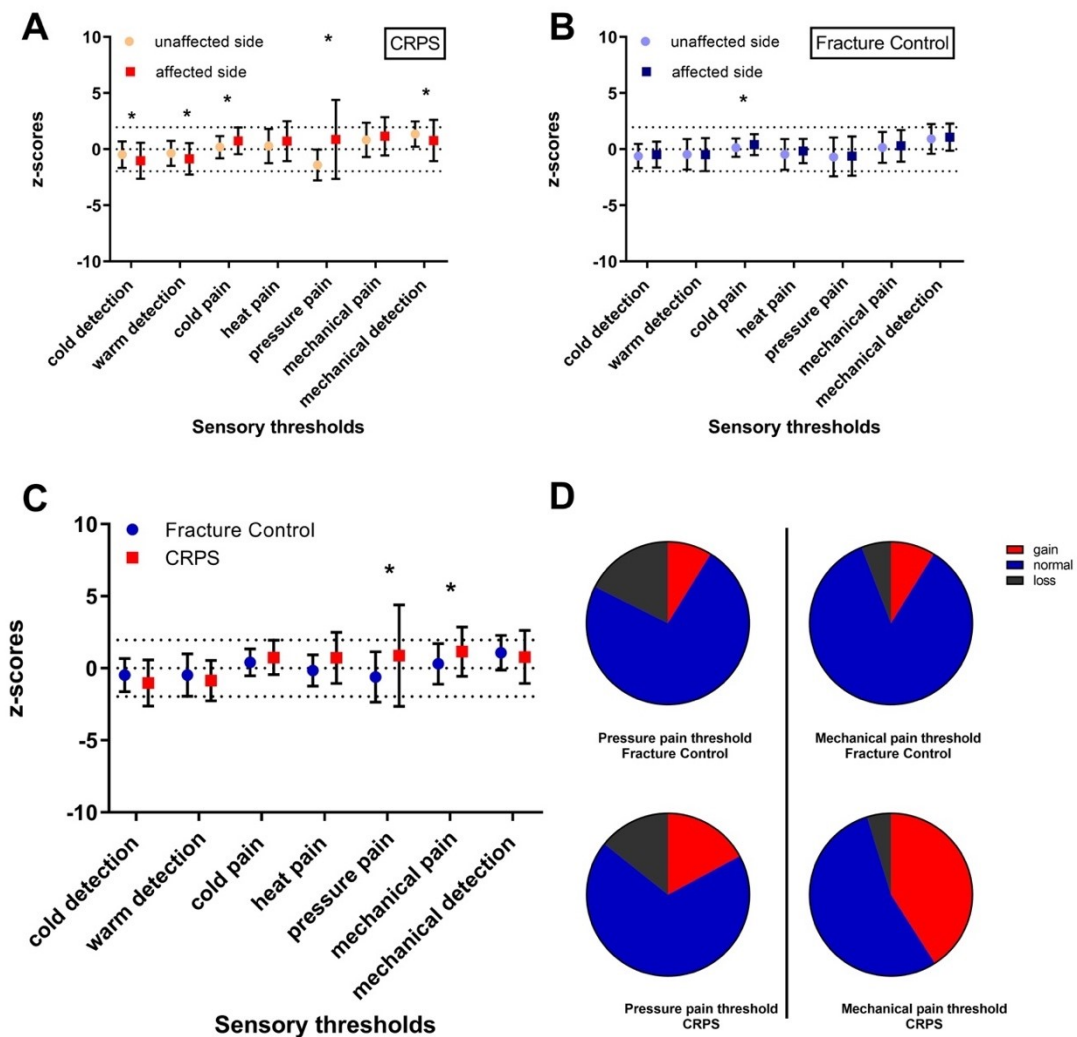 A
CRPS
unaffected side
affected side
*
*
*
*
*
10
5
0
-5
-10
z-scores
cold detection
warm detection
cold pain
heat pain
pressure pain
mechanical pain
mechanical detection
Sensory thresholds
B
Fracture Control
unaffected side
affected side
*
10
5
0
-5
-10
z-scores
cold detection
warm detection
cold pain
heat pain
pressure pain
mechanical pain
mechanical detection
Sensory thresholds
C
Fracture Control
CRPS
*
*
10
5
0
-5
-10
z-scores
cold detection
warm detection
cold pain
heat pain
pressure pain
mechanical pain
mechanical detection
Sensory thresholds
D
gain
normal
loss
Pressure pain threshold
Fracture Control
Mechanical pain threshold
Fracture Control
Pressure pain threshold
CRPS
Mechanical pain threshold
CRPS